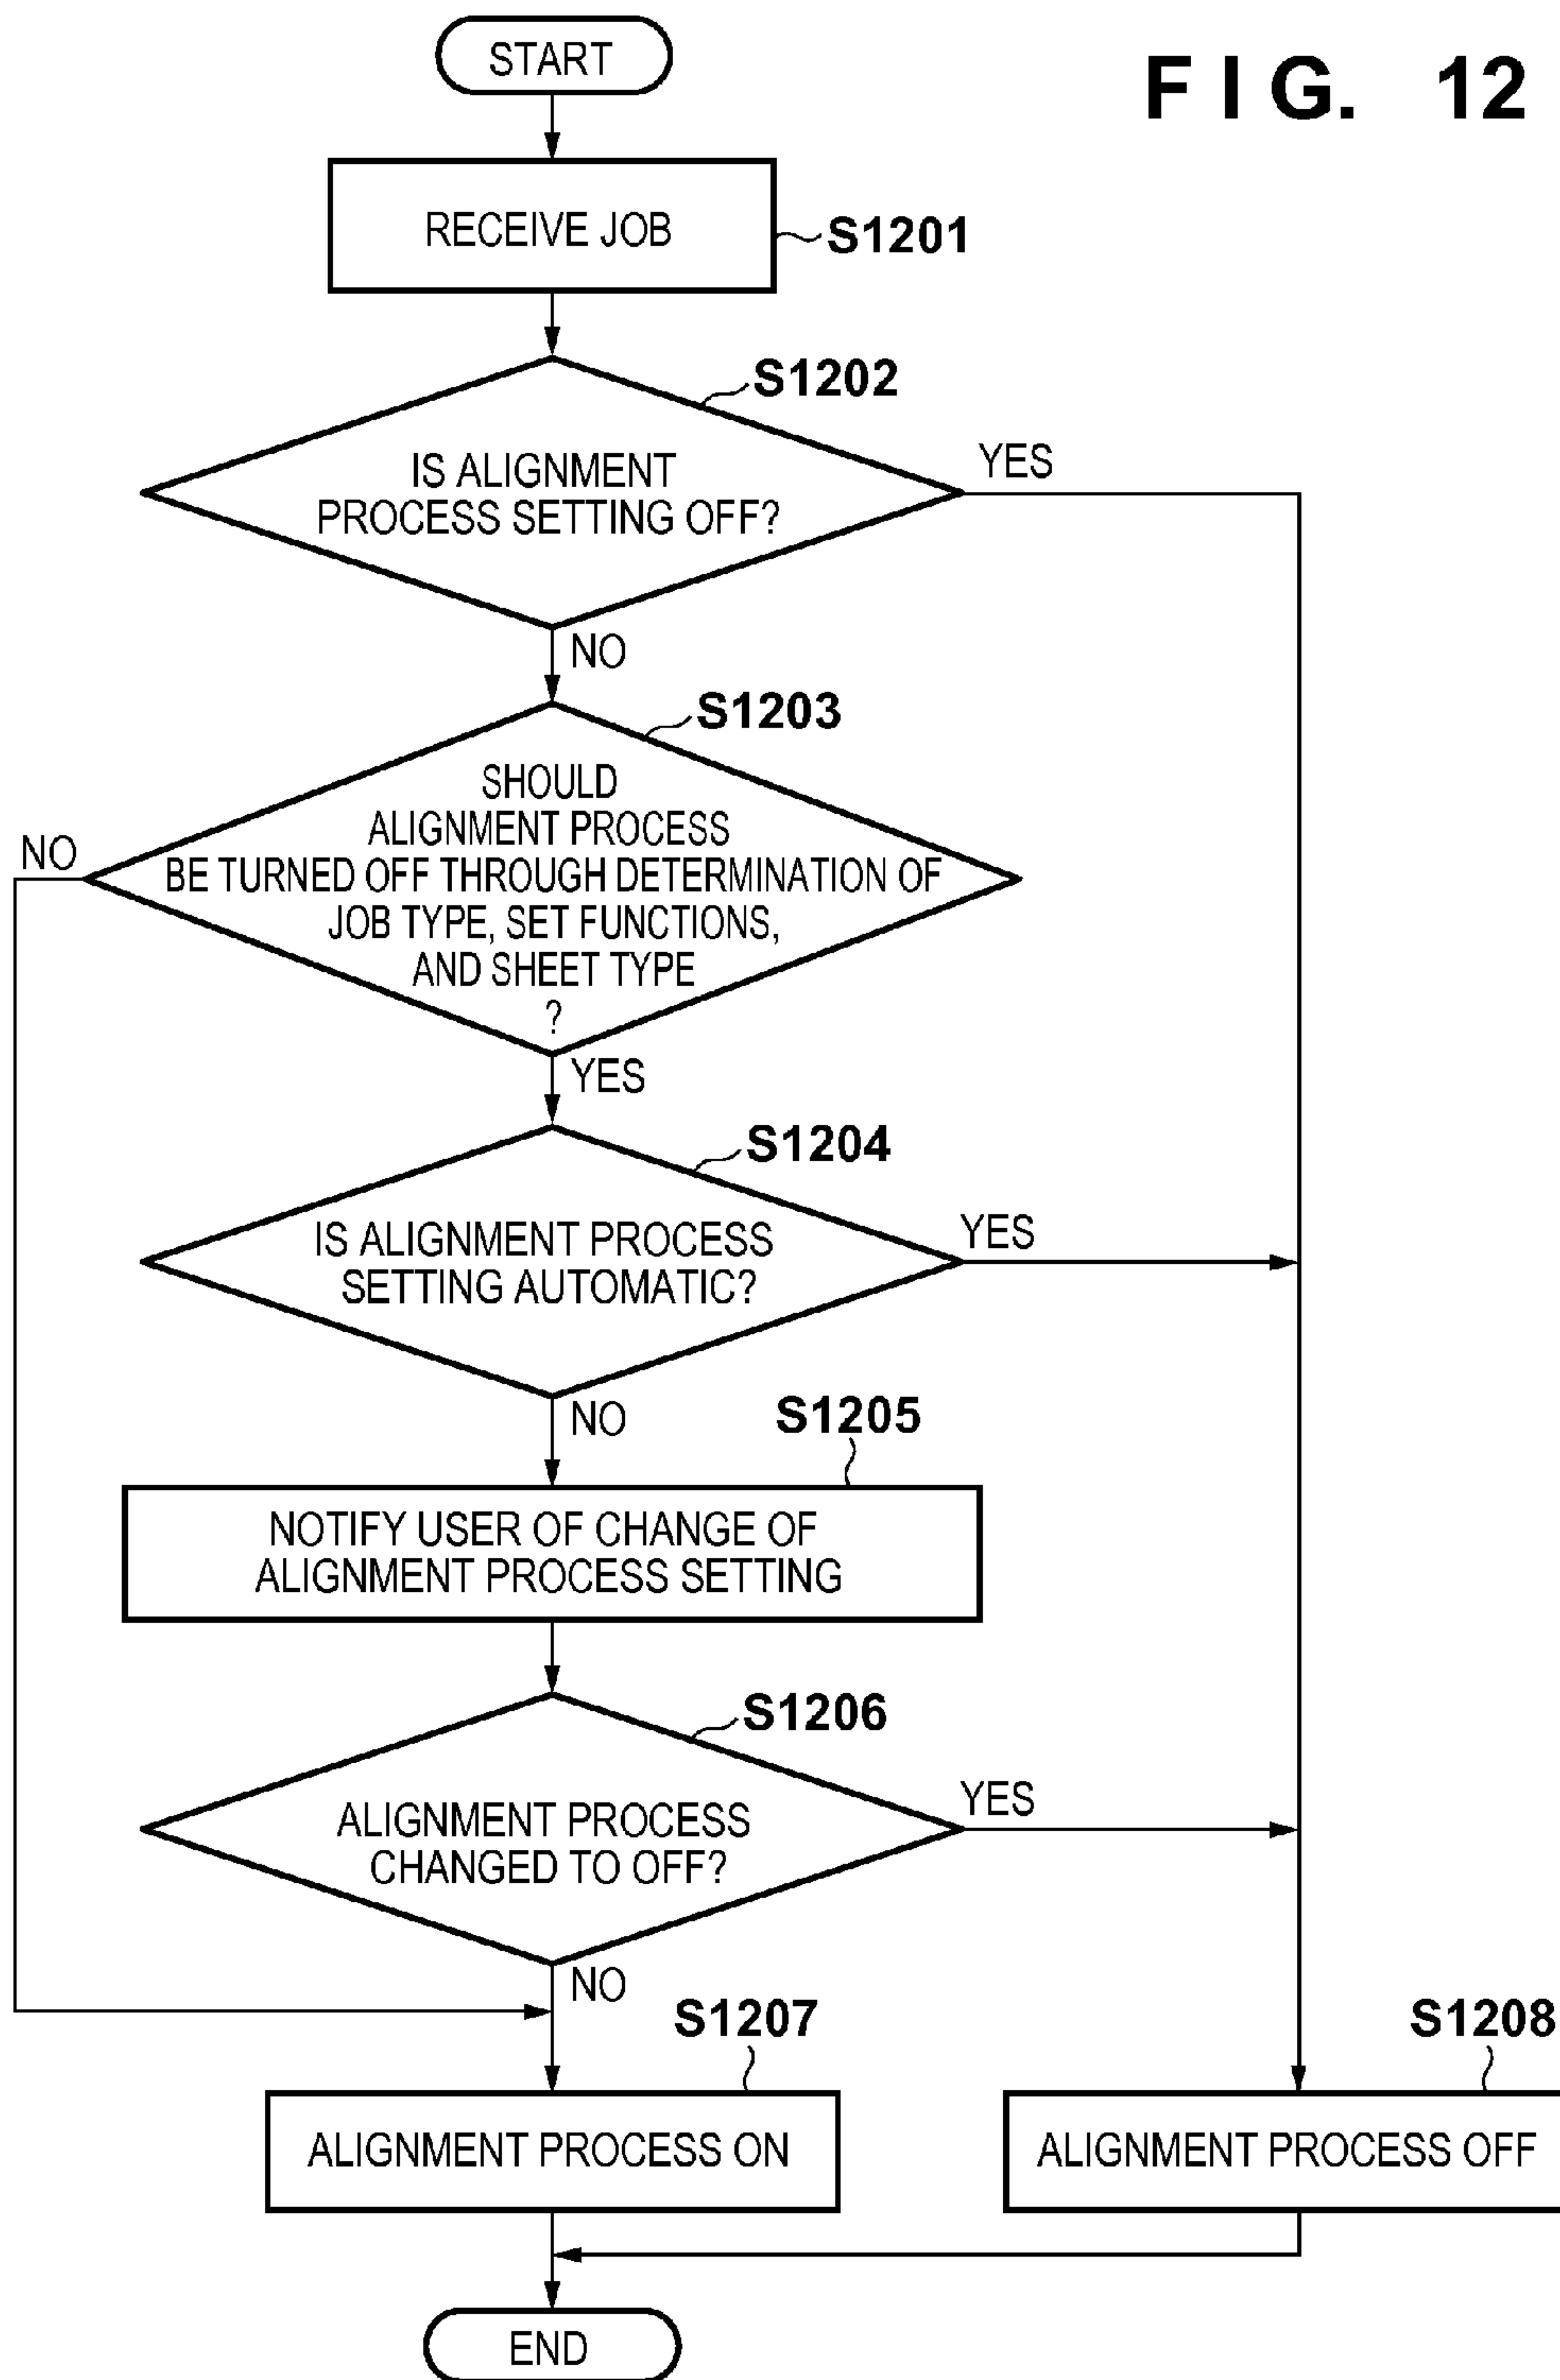 START
FIG. 12
RECEIVE JOB
S1201
S1202
IS ALIGNMENT
PROCESS SETTING OFF?
YES
NO
S1203
SHOULD
ALIGNMENT PROCESS
BE TURNED OFF THROUGH DETERMINATION OF
JOB TYPE, SET FUNCTIONS,
AND SHEET TYPE
?
NO
YES
S1204
IS ALIGNMENT PROCESS
SETTING AUTOMATIC?
YES
NO
S1205
NOTIFY USER OF CHANGE OF
ALIGNMENT PROCESS SETTING
S1206
ALIGNMENT PROCESS
CHANGED TO OFF?
YES
NO
S1207
ALIGNMENT PROCESS ON
S1208
ALIGNMENT PROCESS OFF
END